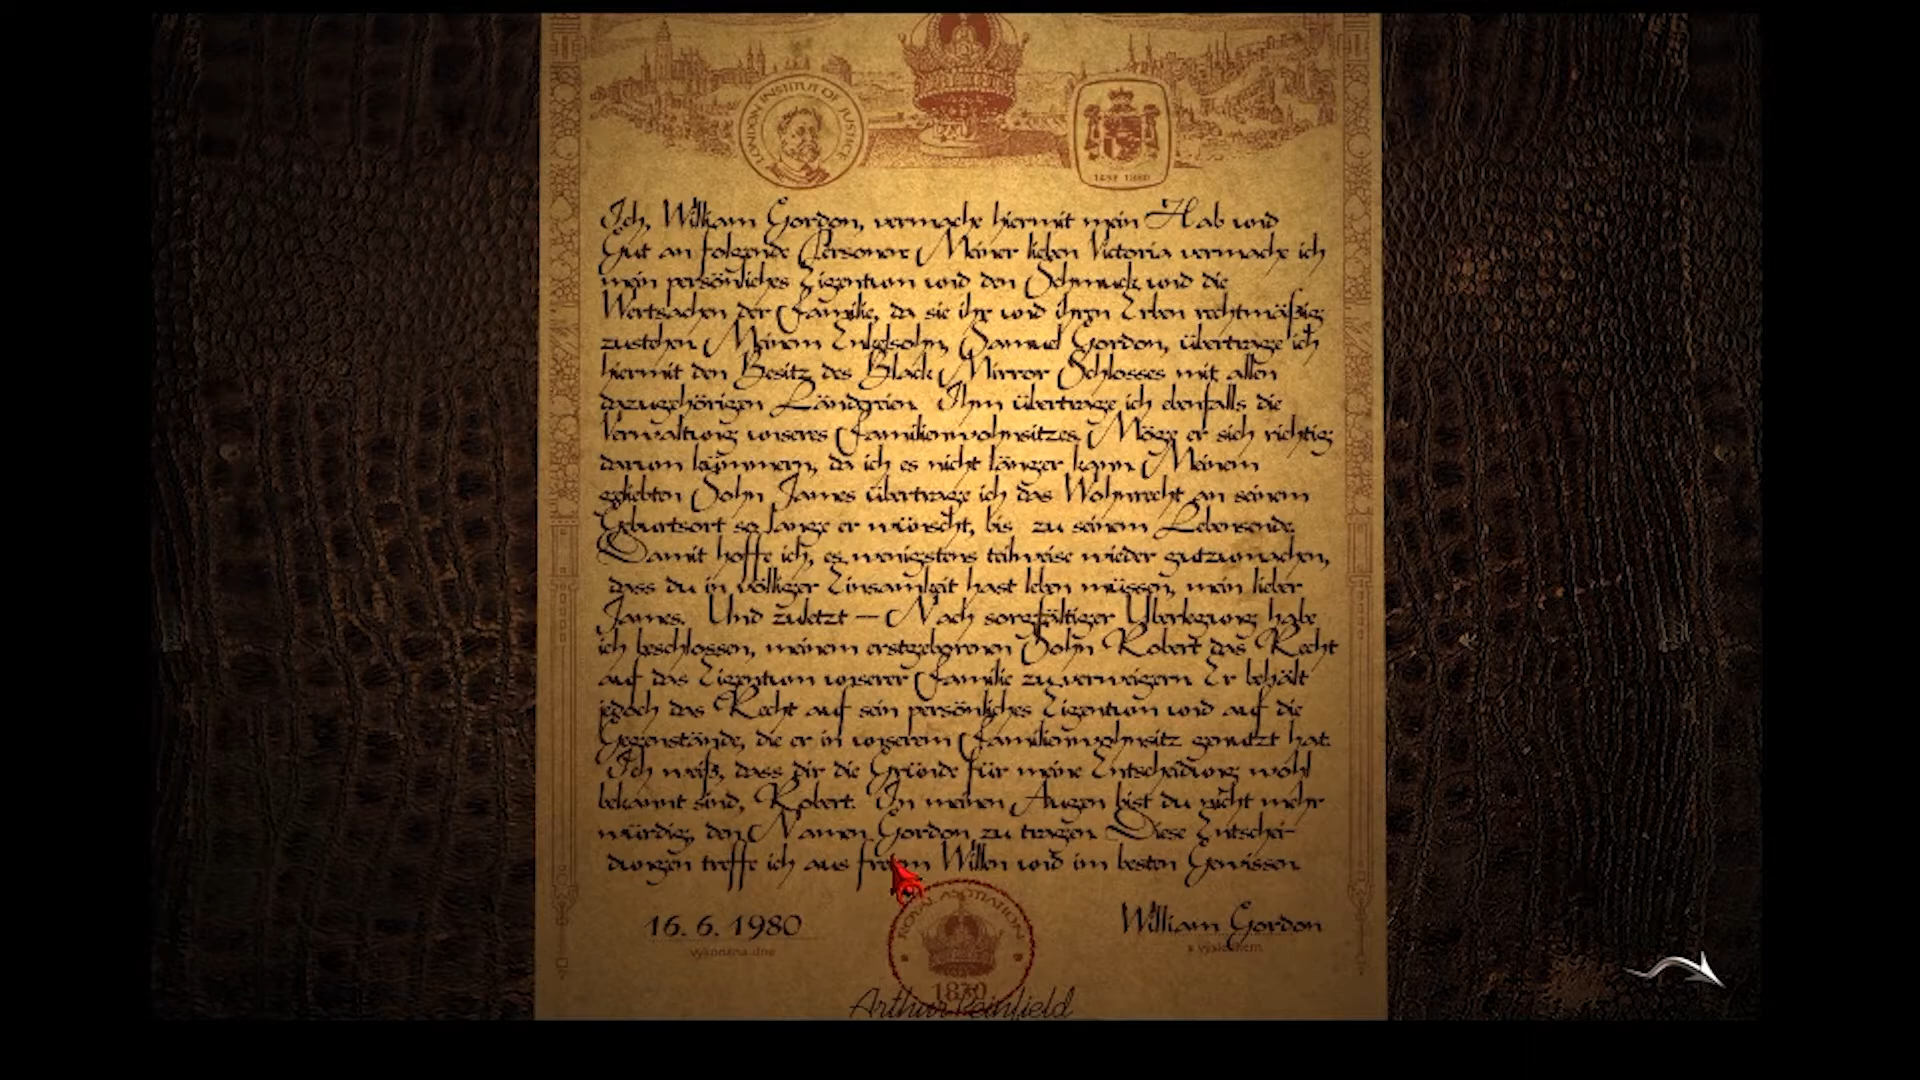 LONDON INSTITUT OF JUSTICE
Ich, William Gordon, vermache hiermit mein Hab und
Gut an folgende Personen: Meiner lieben Victoria vermache ich
mein persönliches Eigentum und den Schmuck und die
Wertsachen der Familie, da sie ihr und ihren Erben rechtmäßig
zustehen. Meinem Enkelsohn, Samuel Gordon, übertrage ich
hiermit den Besitz des Black Mirror Schlosses mit allen
dazugehörigen Ländereien. Ihm übertrage ich ebenfalls die
Verwaltung unseres Familienwohnsitzes. Möge er sich richtig
darum kümmern, da ich es nicht länger kann. Meinem
geliebten Sohn James übertrage ich das Wohnrecht an seinem
Geburtsort so lange er wünscht, bis zu seinem Lebensende.
Damit hoffe ich, es wenigstens teilweise wieder gutzumachen,
dass du in völliger Einsamkeit hast leben müssen, mein lieber
James. Und zuletzt – Nach sorgfältiger Überlegung habe
ich beschlossen, meinem erstgeborenen Sohn Robert das Recht
auf das Eigentum unserer Familie zu verweigern. Er behält
jedoch das Recht auf sein persönliches Eigentum und auf die
Gegenstände, die er in unserem Familienwohnsitz genutzt hat.
Ich weiß, dass dir die Gründe für meine Entscheidung wohl
bekannt sind, Robert. In meinen Augen bist du nicht mehr
würdig, den Namen Gordon zu tragen. Diese Entschei-
dungen treffe ich aus freiem Willen und im besten Gewissen.
16. 6. 1980
William Gordon
vykonána dne
ROYAL ASOTIATION
1830
Arthur Reinfield